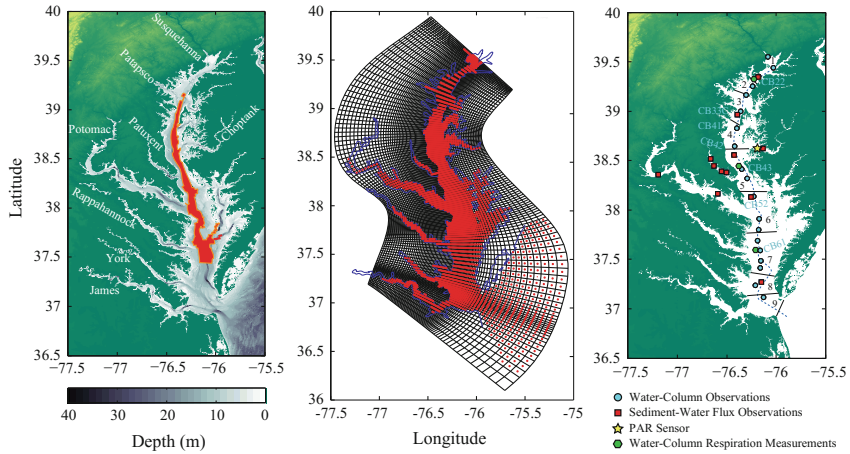 40
39.5
39
38.5
38
37.5
37
36.5
Latitude
Susquehanna
Patapsco
Patuxent
Choptank
Potomac
Rappahannock
York
James
−77.5
−77
−76.5
−76
−75.5
40
30
20
10
0
Depth (m)
40
39.5
39
38.5
38
37.5
37
36.5
36
−77.5
−77
−76.5
−76
−75.5
−75
Longitude
40
39.5
39
38.5
38
37.5
37
36.5
1
2
CB22
3
CB33
CB41
4
CB43
5
CB52
6
CB61
7
8
9
−77.5
−77
−76.5
−76
−75.5
Water-Column Observations
Sediment-Water Flux Observations
PAR Sensor
Water-Column Respiration Measurements